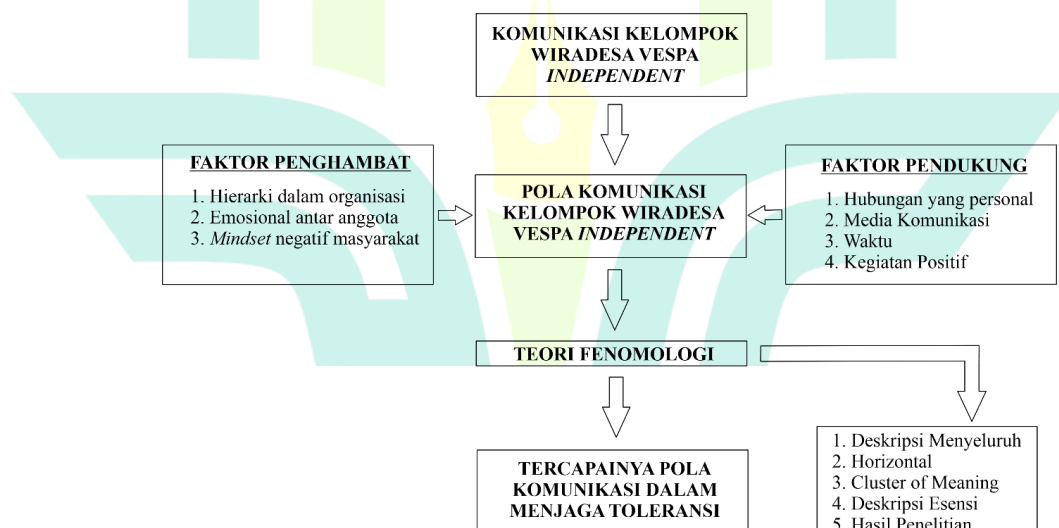 KOMUNIKASI KELOMPOK
WIRADESA VESPA
INDEPENDENT
FAKTOR PENGHAMBAT
1. Hierarki dalam organisasi
2. Emosional antar anggota
3. Mindset negatif masyarakat
POLA KOMUNIKASI
KELOMPOK WIRADESA
VESPA INDEPENDENT
FAKTOR PENDUKUNG
1. Hubungan yang personal
2. Media Komunikasi
3. Waktu
4. Kegiatan Positif
TEORI FENOMOLOGI
TERCAPAINYA POLA
KOMUNIKASI DALAM
MENJAGA TOLERANSI
1. Deskripsi Menyeluruh
2. Horizontal
3. Cluster of Meaning
4. Deskripsi Esensi
5. Hasil Penelitian